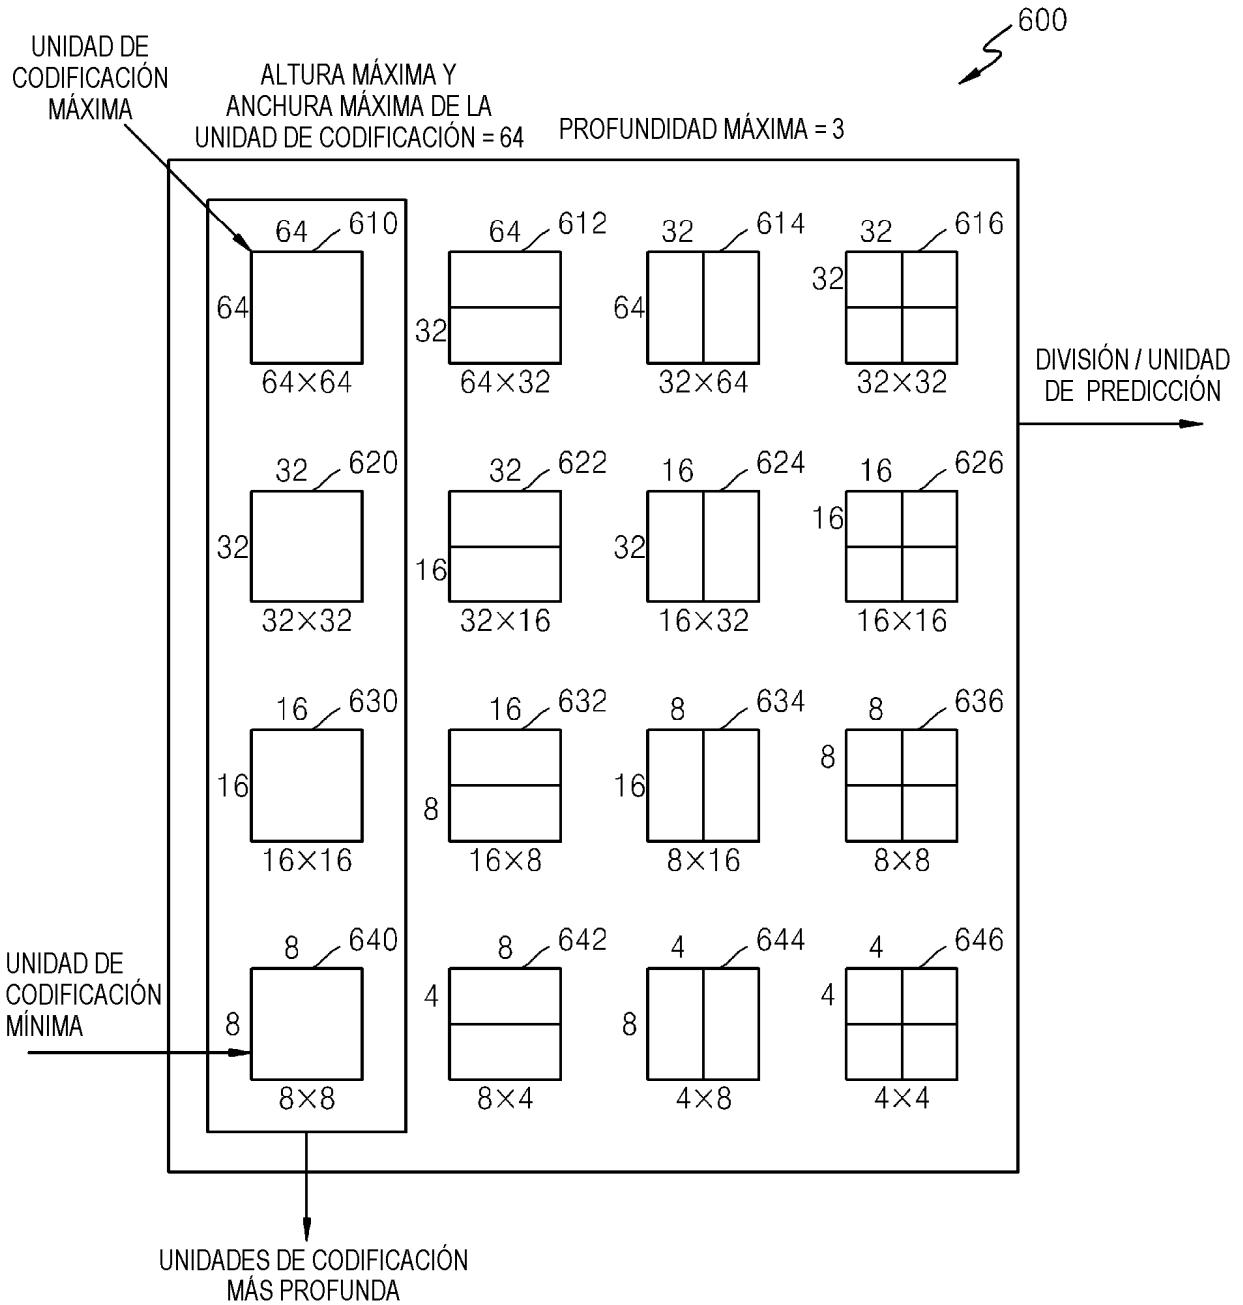 600
UNIDAD DE
CODIFICACIÓN
MÁXIMA
ALTURA MÁXIMA Y
ANCHURA MÁXIMA DE LA
UNIDAD DE CODIFICACIÓN = 64
PROFUNDIDAD MÁXIMA = 3
64 610 64 612 32 614 32 616
64 32 64 32
64×64 64×32 32×64 32×32
DIVISIÓN / UNIDAD
DE PREDICCIÓN
32 620 32 622 16 624 16 626
32 16 32 16
32×32 32×16 16×32 16×16
16 630 16 632 8 634 8 636
16 8 16 8
16×16 16×8 8×16 8×8
8 640 8 642 4 644 4 646
8 4 8 4
8×8 8×4 4×8 4×4
UNIDAD DE
CODIFICACIÓN
MÍNIMA
UNIDADES DE CODIFICACIÓN
MÁS PROFUNDA